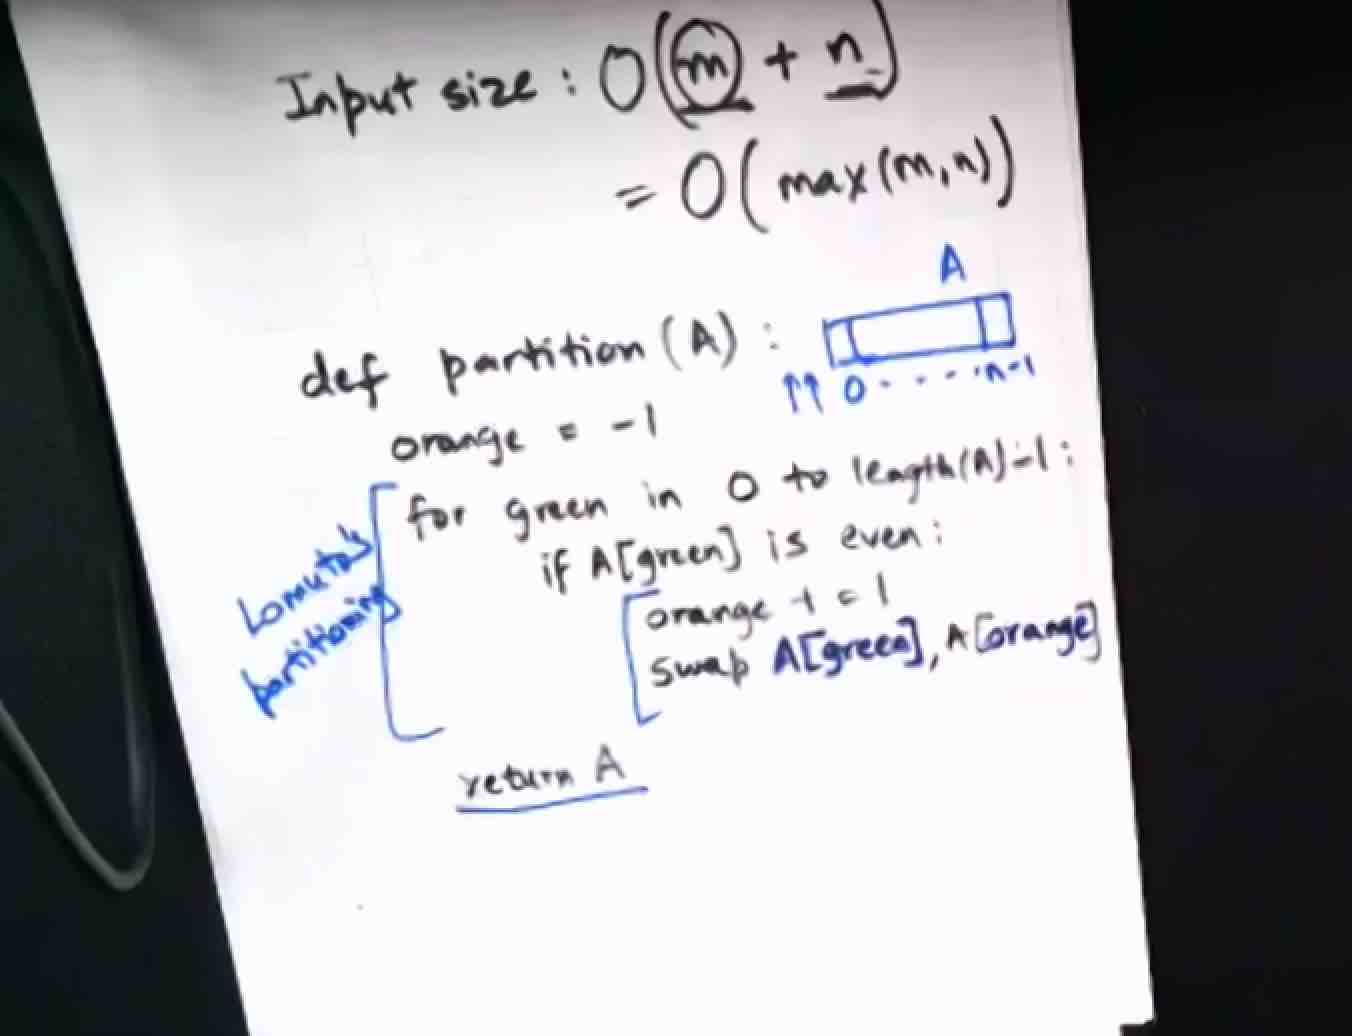 Input size : O(m + n)
= O(max(m,n))
A
def partition (A) :
↑↑ 0 . . . . n-1
orange = -1
for green in 0 to length(A)-1 :
if A[green] is even :
orange += 1
swap A[green], A[orange]
Lomuto's
partitioning
return A